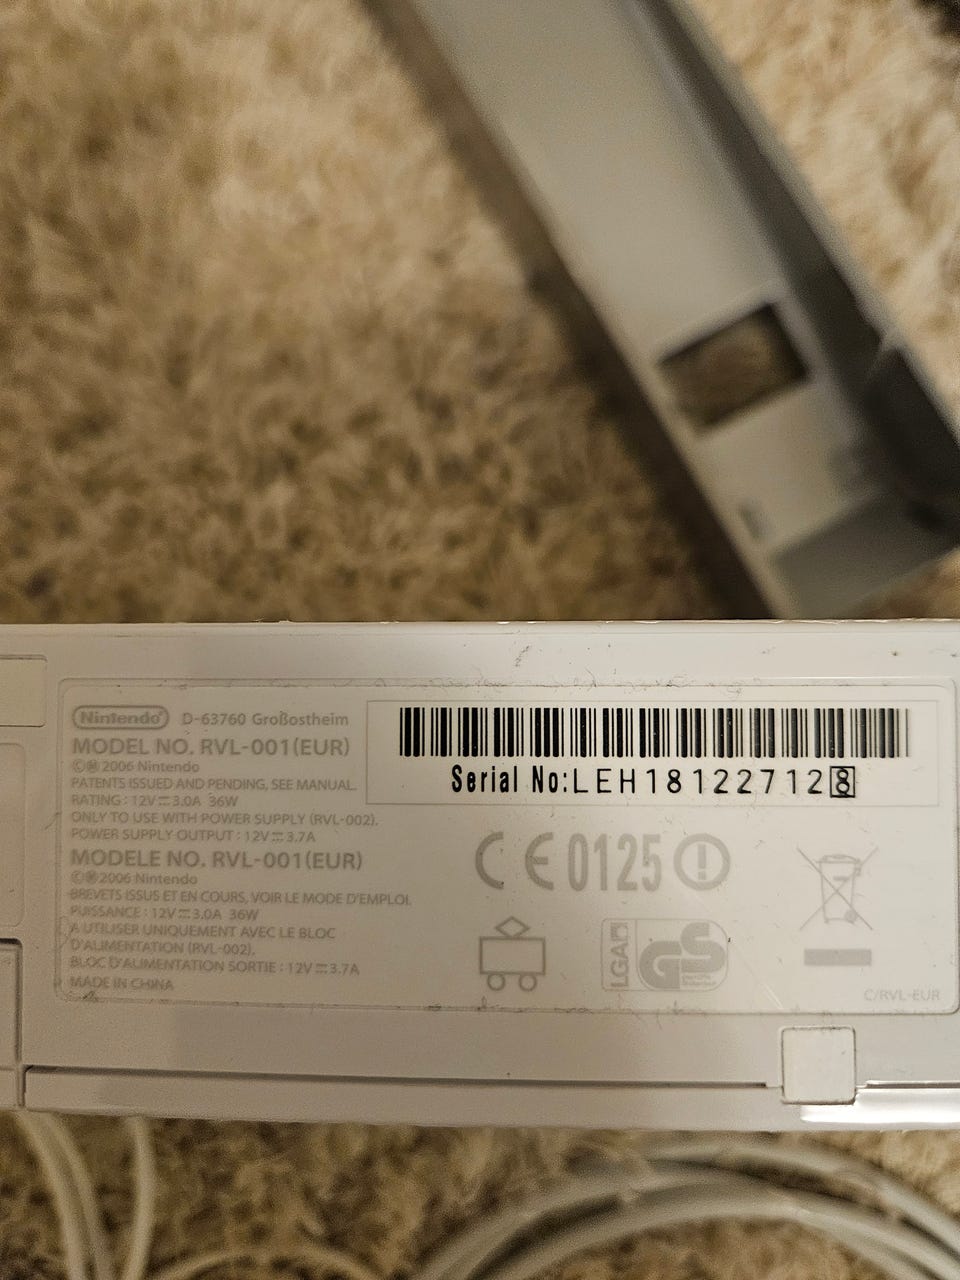 Nintendo D-63760 Großostheim
MODEL NO. RVL-001(EUR)
©Ⓜ2006 Nintendo
PATENTS ISSUED AND PENDING, SEE MANUAL.
RATING : 12V⎓3.0A 36W
ONLY TO USE WITH POWER SUPPLY (RVL-002).
POWER SUPPLY OUTPUT : 12V⎓3.7A
MODELE NO. RVL-001(EUR)
©Ⓜ2006 Nintendo
BREVETS ISSUS ET EN COURS, VOIR LE MODE D'EMPLOI.
PUISSANCE : 12V⎓3.0A 36W
A UTILISER UNIQUEMENT AVEC LE BLOC
D'ALIMENTATION (RVL-002).
BLOC D'ALIMENTATION SORTIE : 12V⎓3.7A
MADE IN CHINA
Serial No:LEH181227128
CE 0125
LGA
GS
C/RVL-EUR